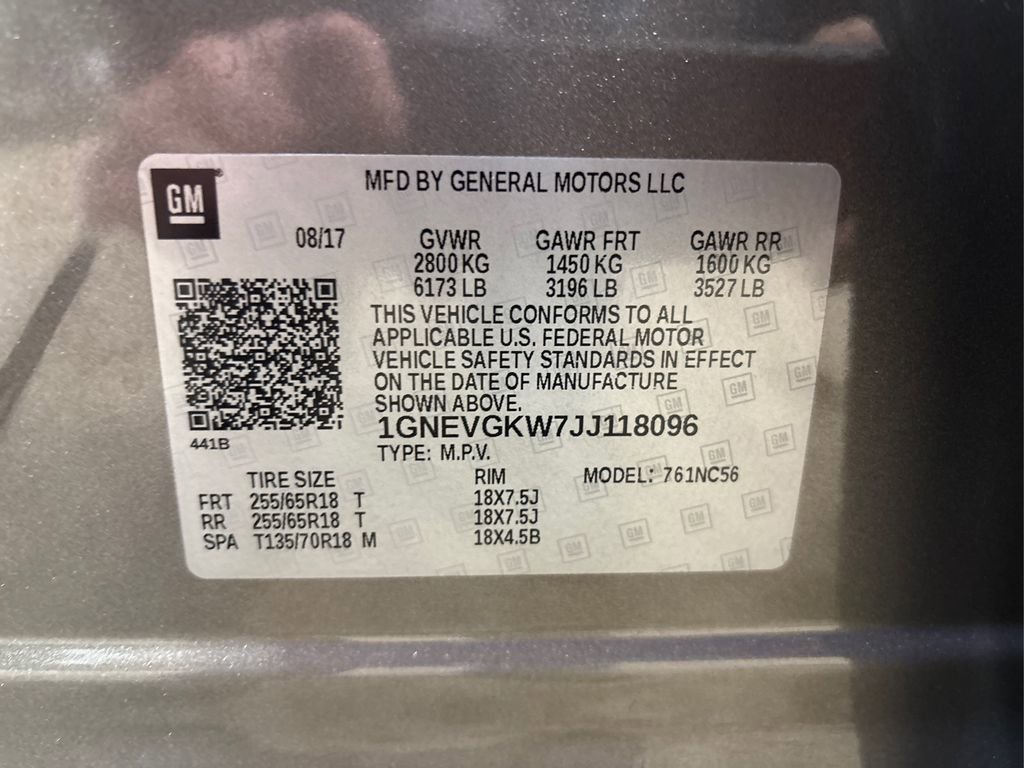 GM
MFD BY GENERAL MOTORS LLC
08/17 GVWR GAWR FRT GAWR RR
2800 KG 1450 KG 1600 KG
6173 LB 3196 LB 3527 LB
THIS VEHICLE CONFORMS TO ALL
APPLICABLE U.S. FEDERAL MOTOR
VEHICLE SAFETY STANDARDS IN EFFECT
ON THE DATE OF MANUFACTURE
SHOWN ABOVE.
1GNEVGKW7JJ118096
441B
TYPE: M.P.V.
TIRE SIZE RIM MODEL: 761NC56
FRT 255/65R18 T 18X7.5J
RR 255/65R18 T 18X7.5J
SPA T135/70R18 M 18X4.5B